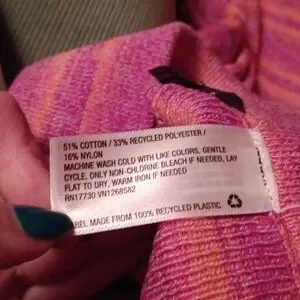 51% COTTON / 33% RECYCLED POLYESTER /
16% NYLON
MACHINE WASH COLD WITH LIKE COLORS, GENTLE
CYCLE, ONLY NON-CHLORINE BLEACH IF NEEDED, LAY
FLAT TO DRY, WARM IRON IF NEEDED
RN17730 VN1268582
ABEL MADE FROM 100% RECYCLED PLASTIC